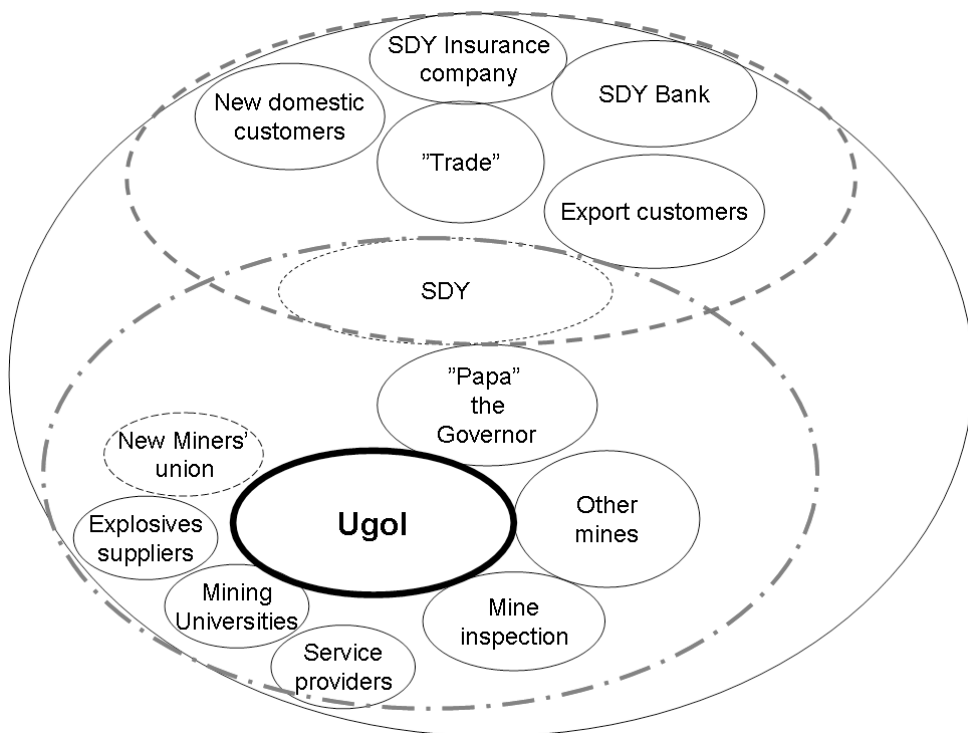 SDY Insurance
company
New domestic
customers
SDY Bank
”Trade”
Export customers
SDY
”Papa”
the
Governor
New Miners’
union
Ugol
Other
mines
Explosives
suppliers
Mining
Universities
Mine
inspection
Service
providers